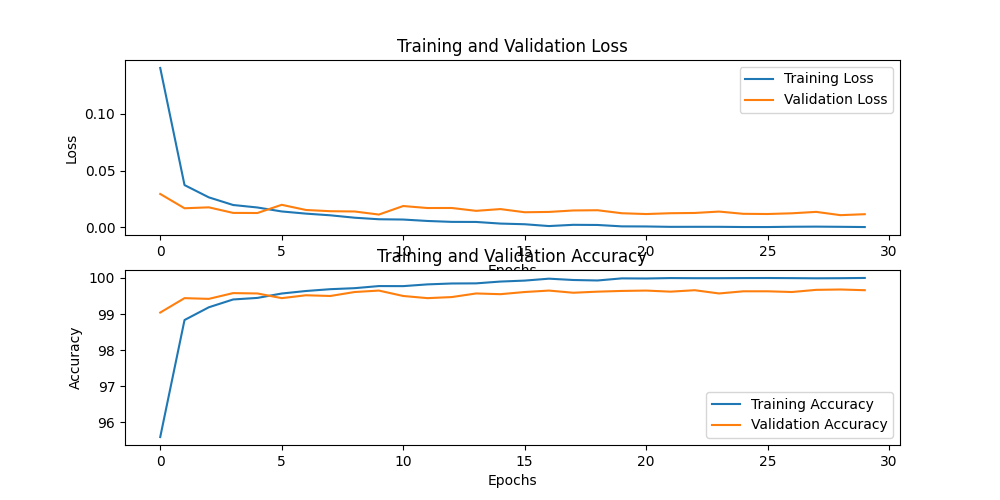 Training and Validation Loss
Loss
0.10
0.05
0.00
Training Loss
Validation Loss
0 5 10 15 20 25 30
Epochs
Training and Validation Accuracy
Accuracy
100
99
98
97
96
Training Accuracy
Validation Accuracy
0 5 10 15 20 25 30
Epochs